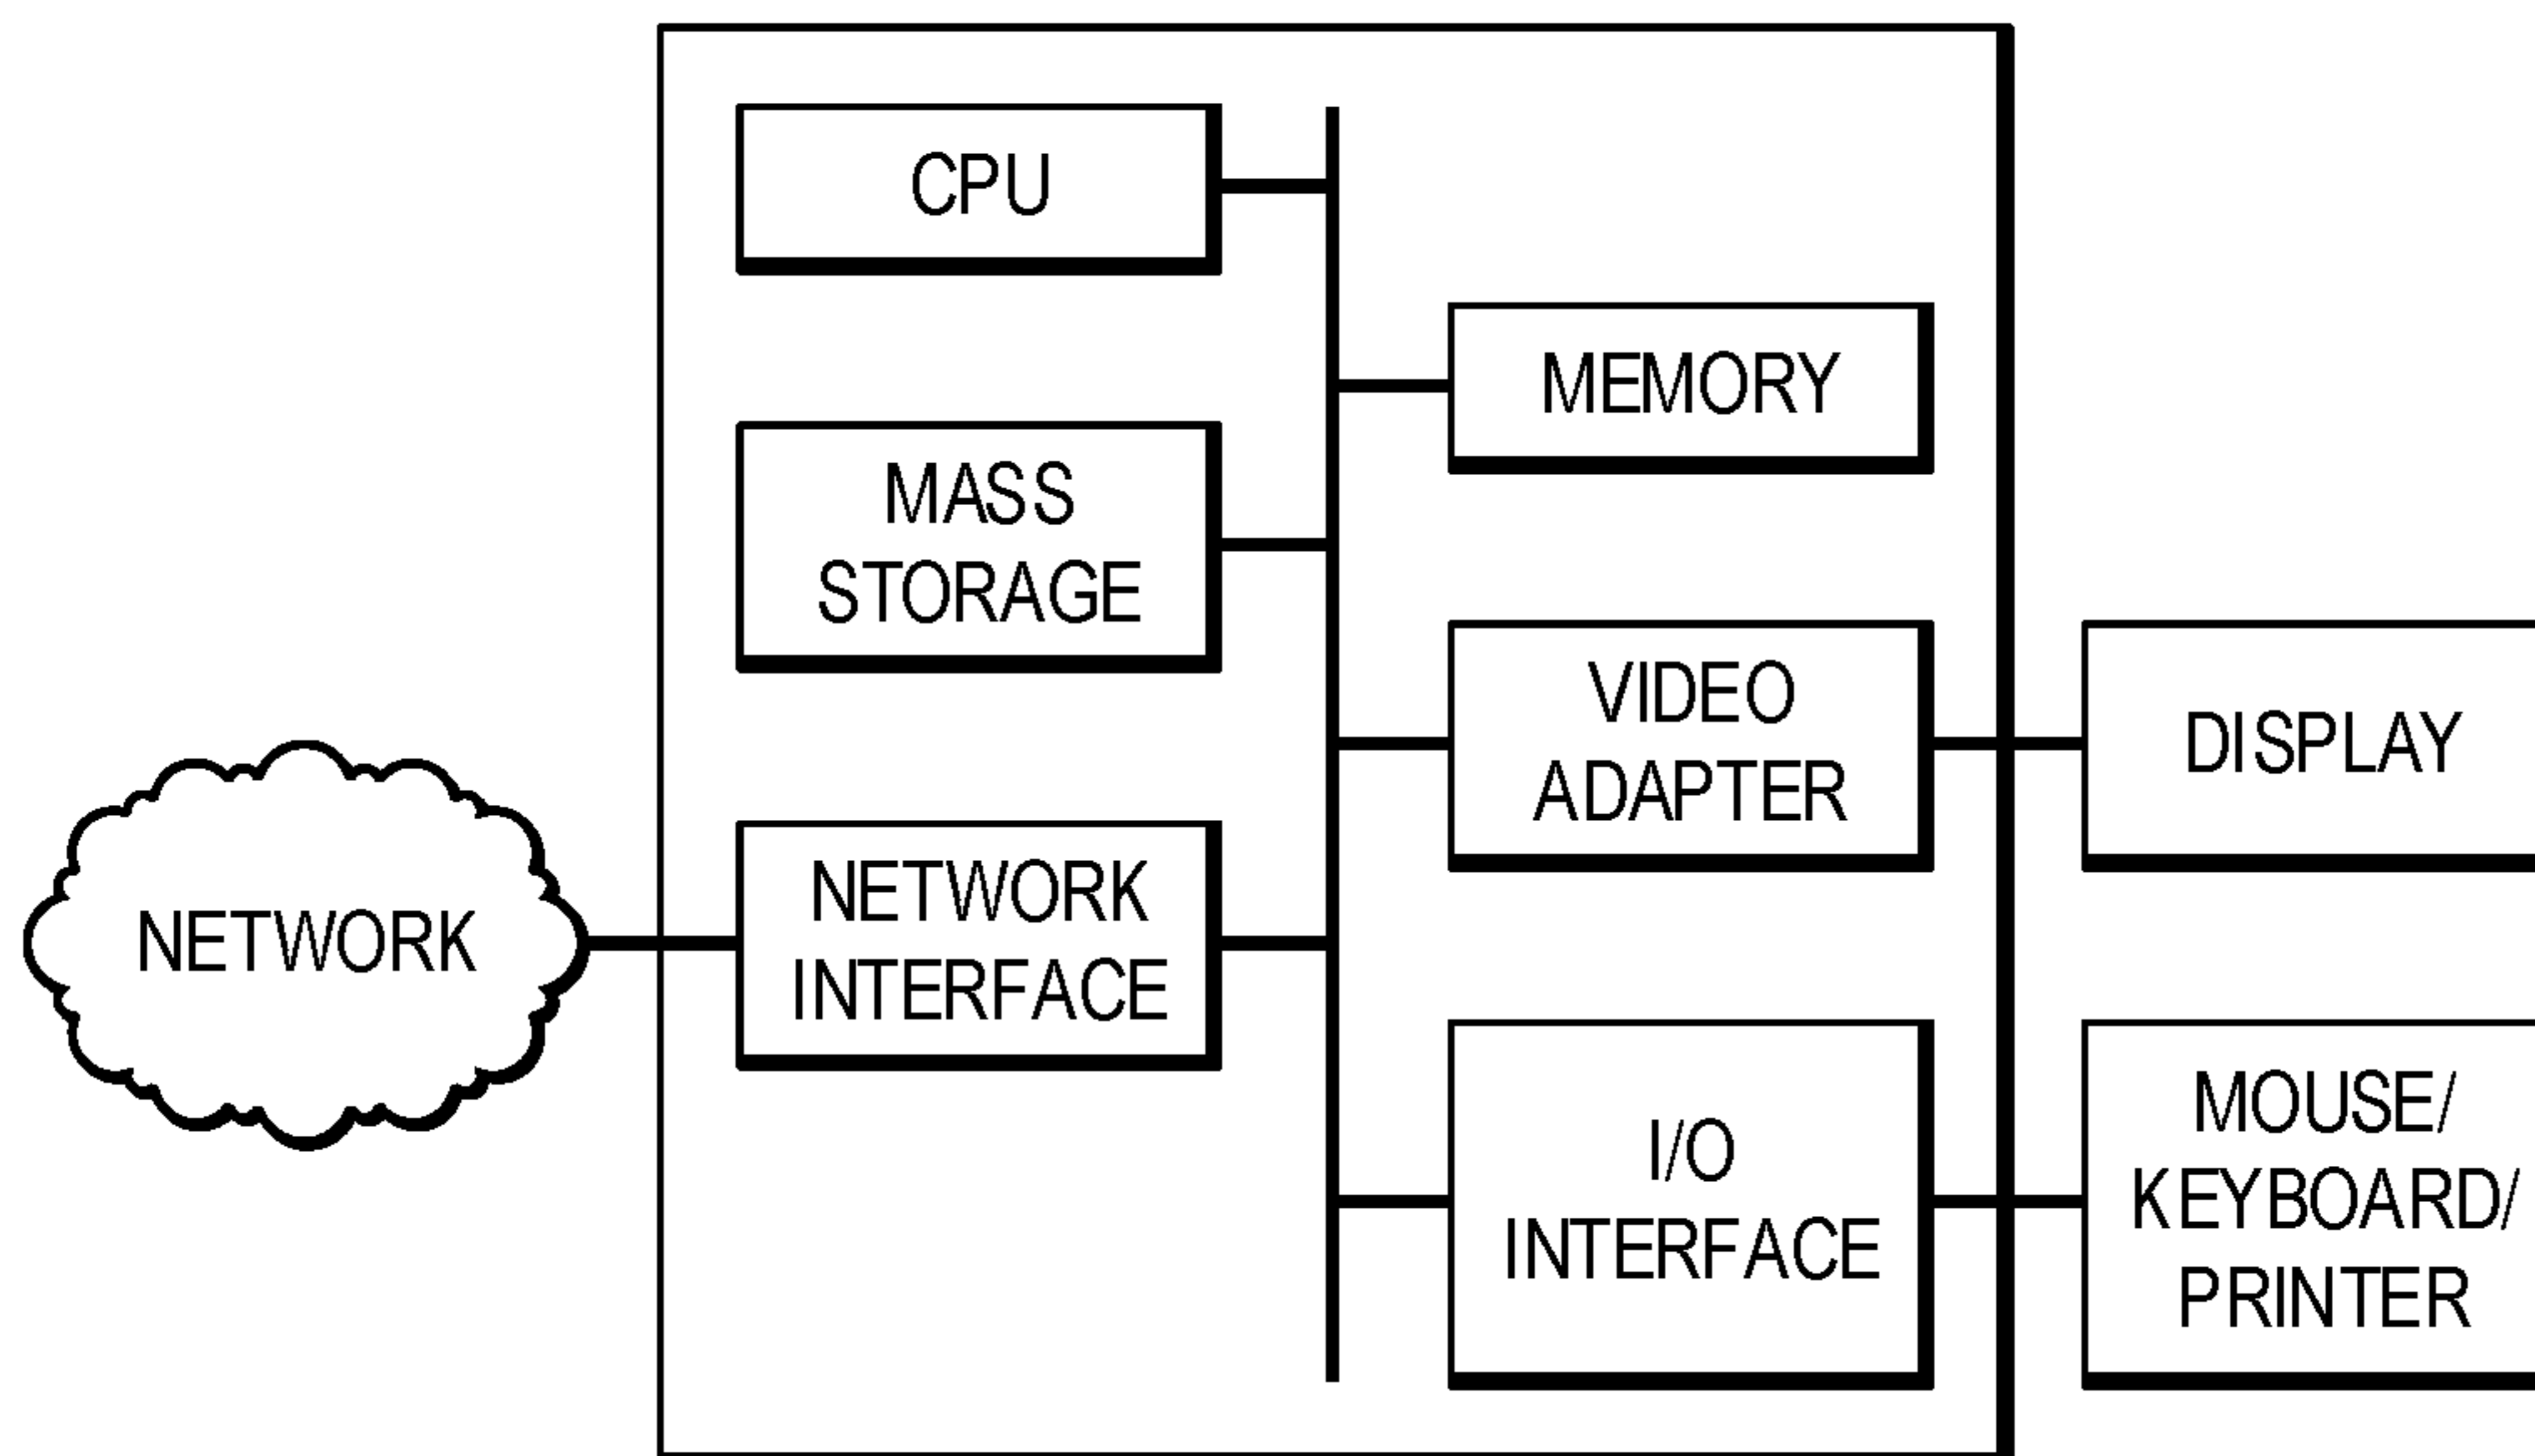 CPU
MEMORY
MASS
STORAGE
VIDEO
ADAPTER
DISPLAY
NETWORK
NETWORK
INTERFACE
I/O
INTERFACE
MOUSE/
KEYBOARD/
PRINTER